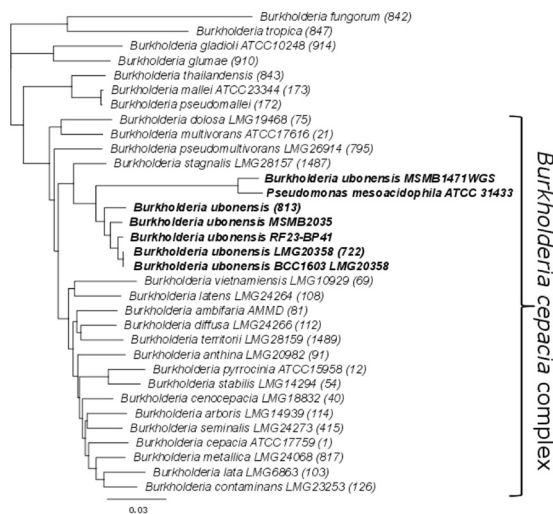 Burkholderia fungorum (842)
Burkholderia tropica (847)
Burkholderia gladioli ATCC10248 (914)
Burkholderia glumae (910)
Burkholderia thailandensis (843)
Burkholderia mallei ATCC23344 (173)
Burkholderia pseudomallei (172)
Burkholderia dolosa LMG19468 (75)
Burkholderia multivorans ATCC17616 (21)
Burkholderia pseudomultivorans LMG26914 (795)
Burkholderia stagnalis LMG28157 (1487)
Burkholderia ubonensis MSMB1471WGS
Pseudomonas mesoacidophila ATCC 31433
Burkholderia ubonensis (813)
Burkholderia ubonensis MSMB2035
Burkholderia ubonensis RF23-BP41
Burkholderia ubonensis LMG20358 (722)
Burkholderia ubonensis BCC1603 LMG20358
Burkholderia vietnamiensis LMG10929 (69)
Burkholderia latens LMG24264 (108)
Burkholderia ambifaria AMMD (81)
Burkholderia diffusa LMG24266 (112)
Burkholderia territorii LMG28159 (1489)
Burkholderia anthina LMG20982 (91)
Burkholderia pyrrocinia ATCC15958 (12)
Burkholderia stabilis LMG14294 (54)
Burkholderia cenocepacia LMG18832 (40)
Burkholderia arboris LMG14939 (114)
Burkholderia seminalis LMG24273 (415)
Burkholderia cepacia ATCC17759 (1)
Burkholderia metallica LMG24068 (817)
Burkholderia lata LMG6863 (103)
Burkholderia contaminans LMG23253 (126)
0.03
Burkholderia cepacia complex